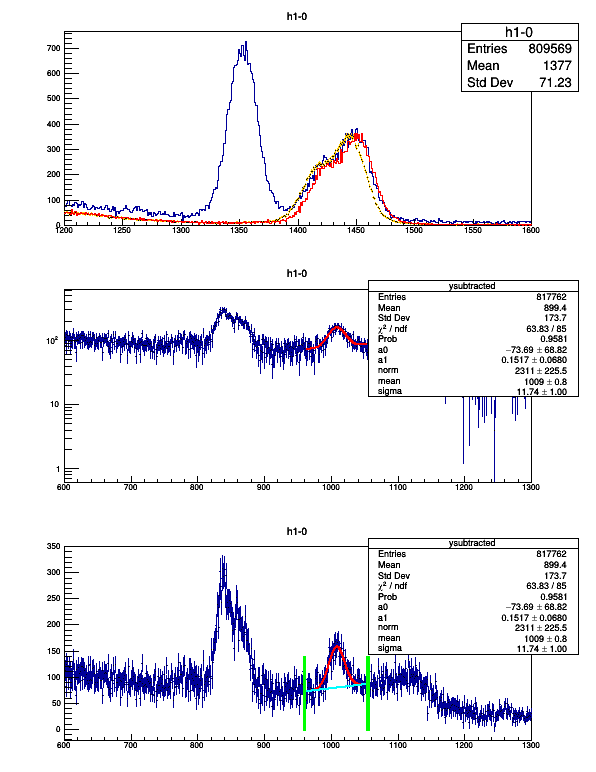 h1-0
h1-0
Entries 809569
Mean 1377
Std Dev 71.23
700
600
500
400
300
200
100
0
1200 1250 1300 1350 1400 1450 1500 1550 1600
h1-0
ysubtracted
Entries 817762
Mean 899.4
Std Dev 173.7
χ² / ndf 63.83 / 85
Prob 0.9581
a0 −73.69 ± 68.82
a1 0.1517 ± 0.0680
norm 2311 ± 225.5
mean 1009 ± 0.8
sigma 11.74 ± 1.00
10²
10
1
600 700 800 900 1000 1100 1200 1300
h1-0
ysubtracted
Entries 817762
Mean 899.4
Std Dev 173.7
χ² / ndf 63.83 / 85
Prob 0.9581
a0 −73.69 ± 68.82
a1 0.1517 ± 0.0680
norm 2311 ± 225.5
mean 1009 ± 0.8
sigma 11.74 ± 1.00
350
300
250
200
150
100
50
0
600 700 800 900 1000 1100 1200 1300